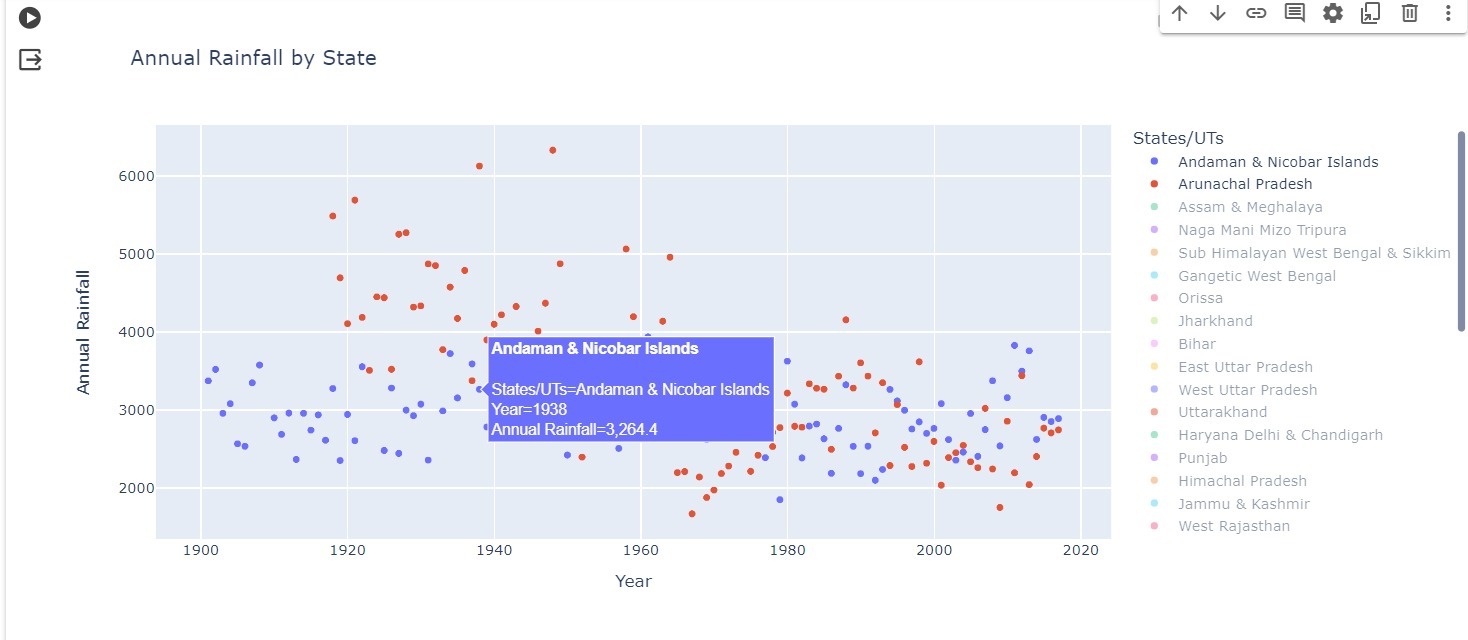 Annual Rainfall by State
Annual Rainfall
6000
5000
4000
3000
2000
1900
1920
1940
1960
1980
2000
2020
Year
Andaman & Nicobar Islands
States/UTs=Andaman & Nicobar Islands
Year=1938
Annual Rainfall=3,264.4
States/UTs
Andaman & Nicobar Islands
Arunachal Pradesh
Assam & Meghalaya
Naga Mani Mizo Tripura
Sub Himalayan West Bengal & Sikkim
Gangetic West Bengal
Orissa
Jharkhand
Bihar
East Uttar Pradesh
West Uttar Pradesh
Uttarakhand
Haryana Delhi & Chandigarh
Punjab
Himachal Pradesh
Jammu & Kashmir
West Rajasthan